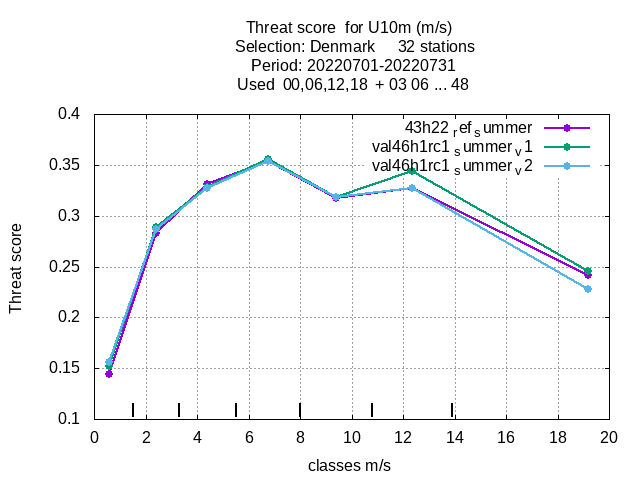 Threat score  for U10m (m/s)
Selection: Denmark     32 stations
Period: 20220701-20220731
Used  00,06,12,18  + 03 06 ... 48
0.4
0.35
0.3
0.25
0.2
0.15
0.1
Threat score
43h22 ref summer
val46h1rc1 summer v1
val46h1rc1 summer v2
0 2 4 6 8 10 12 14 16 18 20
classes m/s